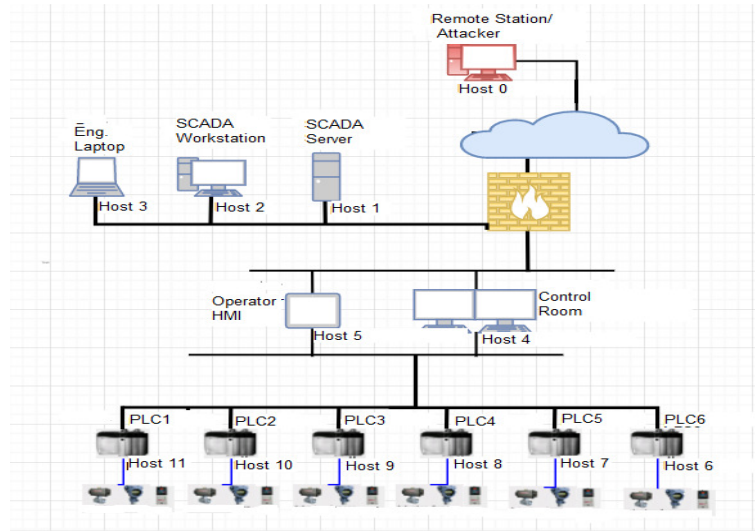 Remote Station/
Attacker
Host 0
Eng.
Laptop
SCADA
Workstation
SCADA
Server
Host 3
Host 2
Host 1
Operator
HMI
Control
Room
Host 5
Host 4
PLC1
PLC2
PLC3
PLC4
PLC5
PLC6
Host 11
Host 10
Host 9
Host 8
Host 7
Host 6